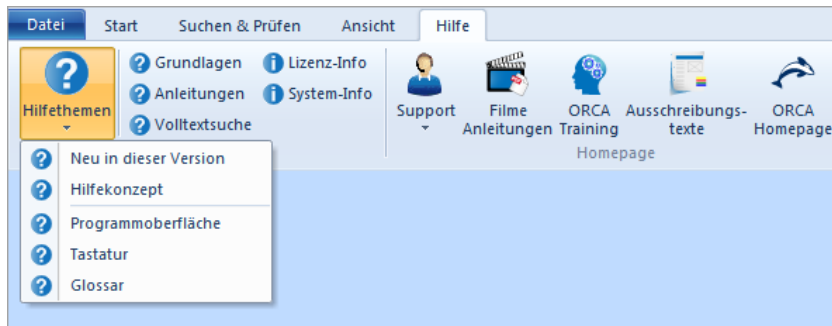 Datei Start Suchen & Prüfen Ansicht Hilfe
Hilfethemen
Grundlagen
Anleitungen
Volltextsuche
Lizenz-Info
System-Info
Support
Filme
Anleitungen
ORCA
Training
Ausschreibungs-
texte
ORCA
Homepage
Homepage
Neu in dieser Version
Hilfekonzept
Programmoberfläche
Tastatur
Glossar